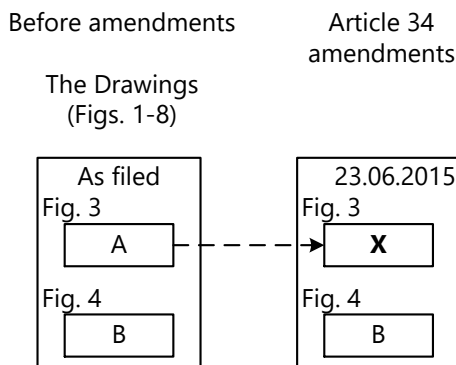 Before amendments
Article 34
amendments
The Drawings
(Figs. 1-8)
As filed
23.06.2015
Fig. 3
Fig. 3
A
X
Fig. 4
Fig. 4
B
B